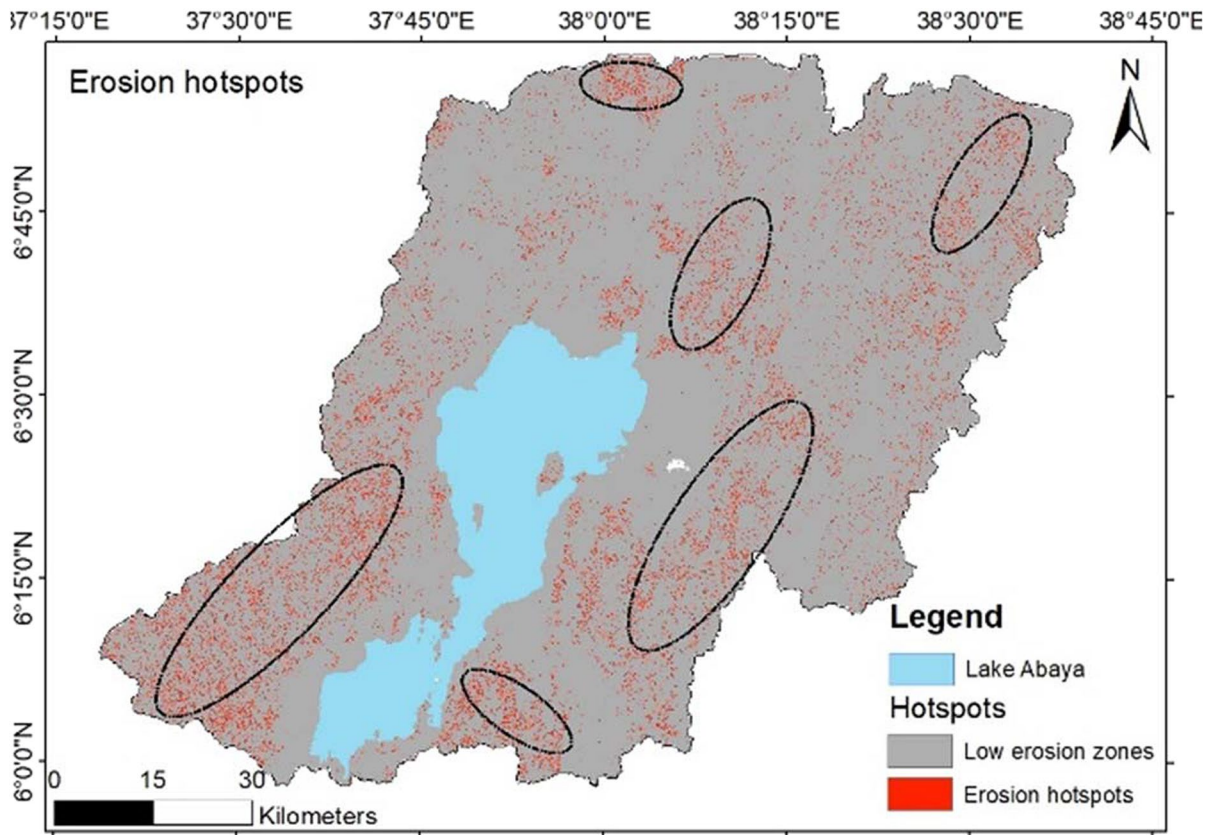 37°15'0"E 37°30'0"E 37°45'0"E 38°0'0"E 38°15'0"E 38°30'0"E 38°45'0"E
Erosion hotspots
N
6°45'0"N
6°30'0"N
6°15'0"N
6°0'0"N
Legend
Lake Abaya
Hotspots
Low erosion zones
Erosion hotspots
0 15 30
Kilometers